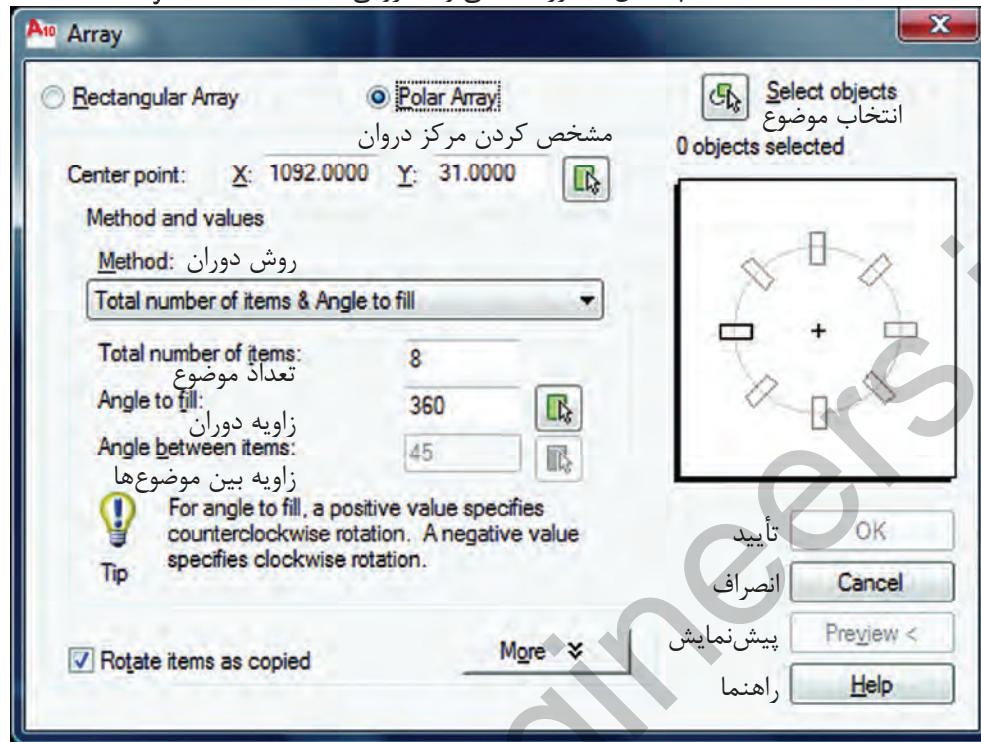 A10 Array
Rectangular Array
Polar Array
Select objects
انتخاب موضوع
0 objects selected
مشخص کردن مرکز دروان
Center point: X: 1092.0000 Y: 31.0000
Method and values
Method: روش دوران
Total number of items & Angle to fill
Total number of items: 8
تعداد موضوع
Angle to fill: 360
زاویه دوران
Angle between items: 45
زاویه بین موضوع‌ها
For angle to fill, a positive value specifies
counterclockwise rotation. A negative value
specifies clockwise rotation.
Tip
تأیید OK
انصراف Cancel
پیش‌نمایش Preview <
راهنما Help
Rotate items as copied
More
gineers.